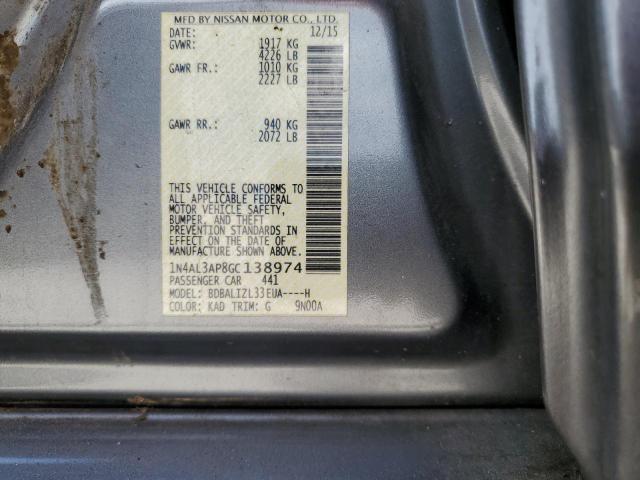 MFD BY NISSAN MOTOR CO., LTD.
DATE: 12/15
GVWR: 1917 KG
4226 LB
GAWR FR.: 1010 KG
2227 LB
GAWR RR.: 940 KG
2072 LB
THIS VEHICLE CONFORMS TO
ALL APPLICABLE FEDERAL
MOTOR VEHICLE SAFETY,
BUMPER, AND THEFT
PREVENTION STANDARDS IN
EFFECT ON THE DATE OF
MANUFACTURE SHOWN ABOVE.
1N4AL3AP8GC138974
PASSENGER CAR 441
MODEL: BDBALIZL33EUA----H
COLOR: KAD TRIM: G 9N00A